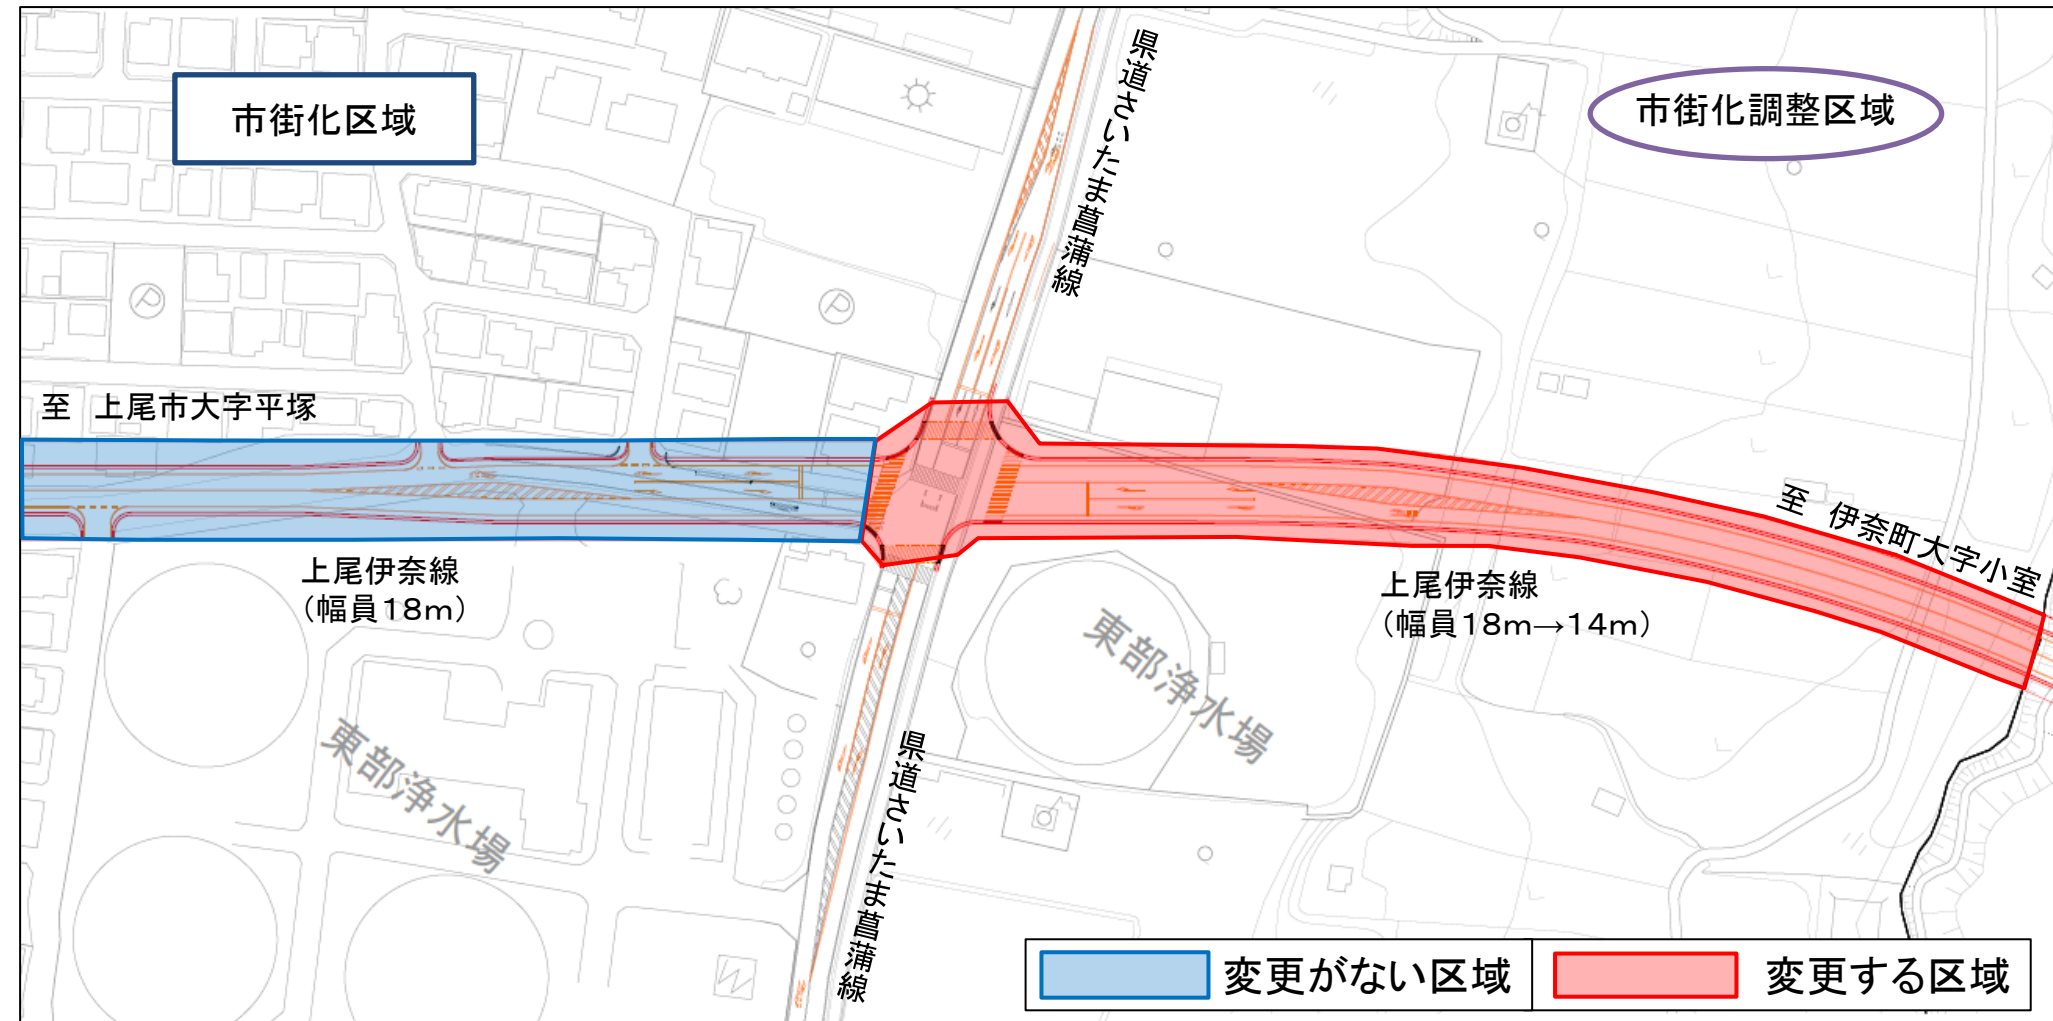 市街化区域
市街化調整区域
県道さいたま菖蒲線
P
P
至 上尾市大字平塚
至 伊奈町大字小室
上尾伊奈線
(幅員18m)
上尾伊奈線
(幅員18m→14m)
東部浄水場
東部浄水場
県道さいたま菖蒲線
変更がない区域
変更する区域